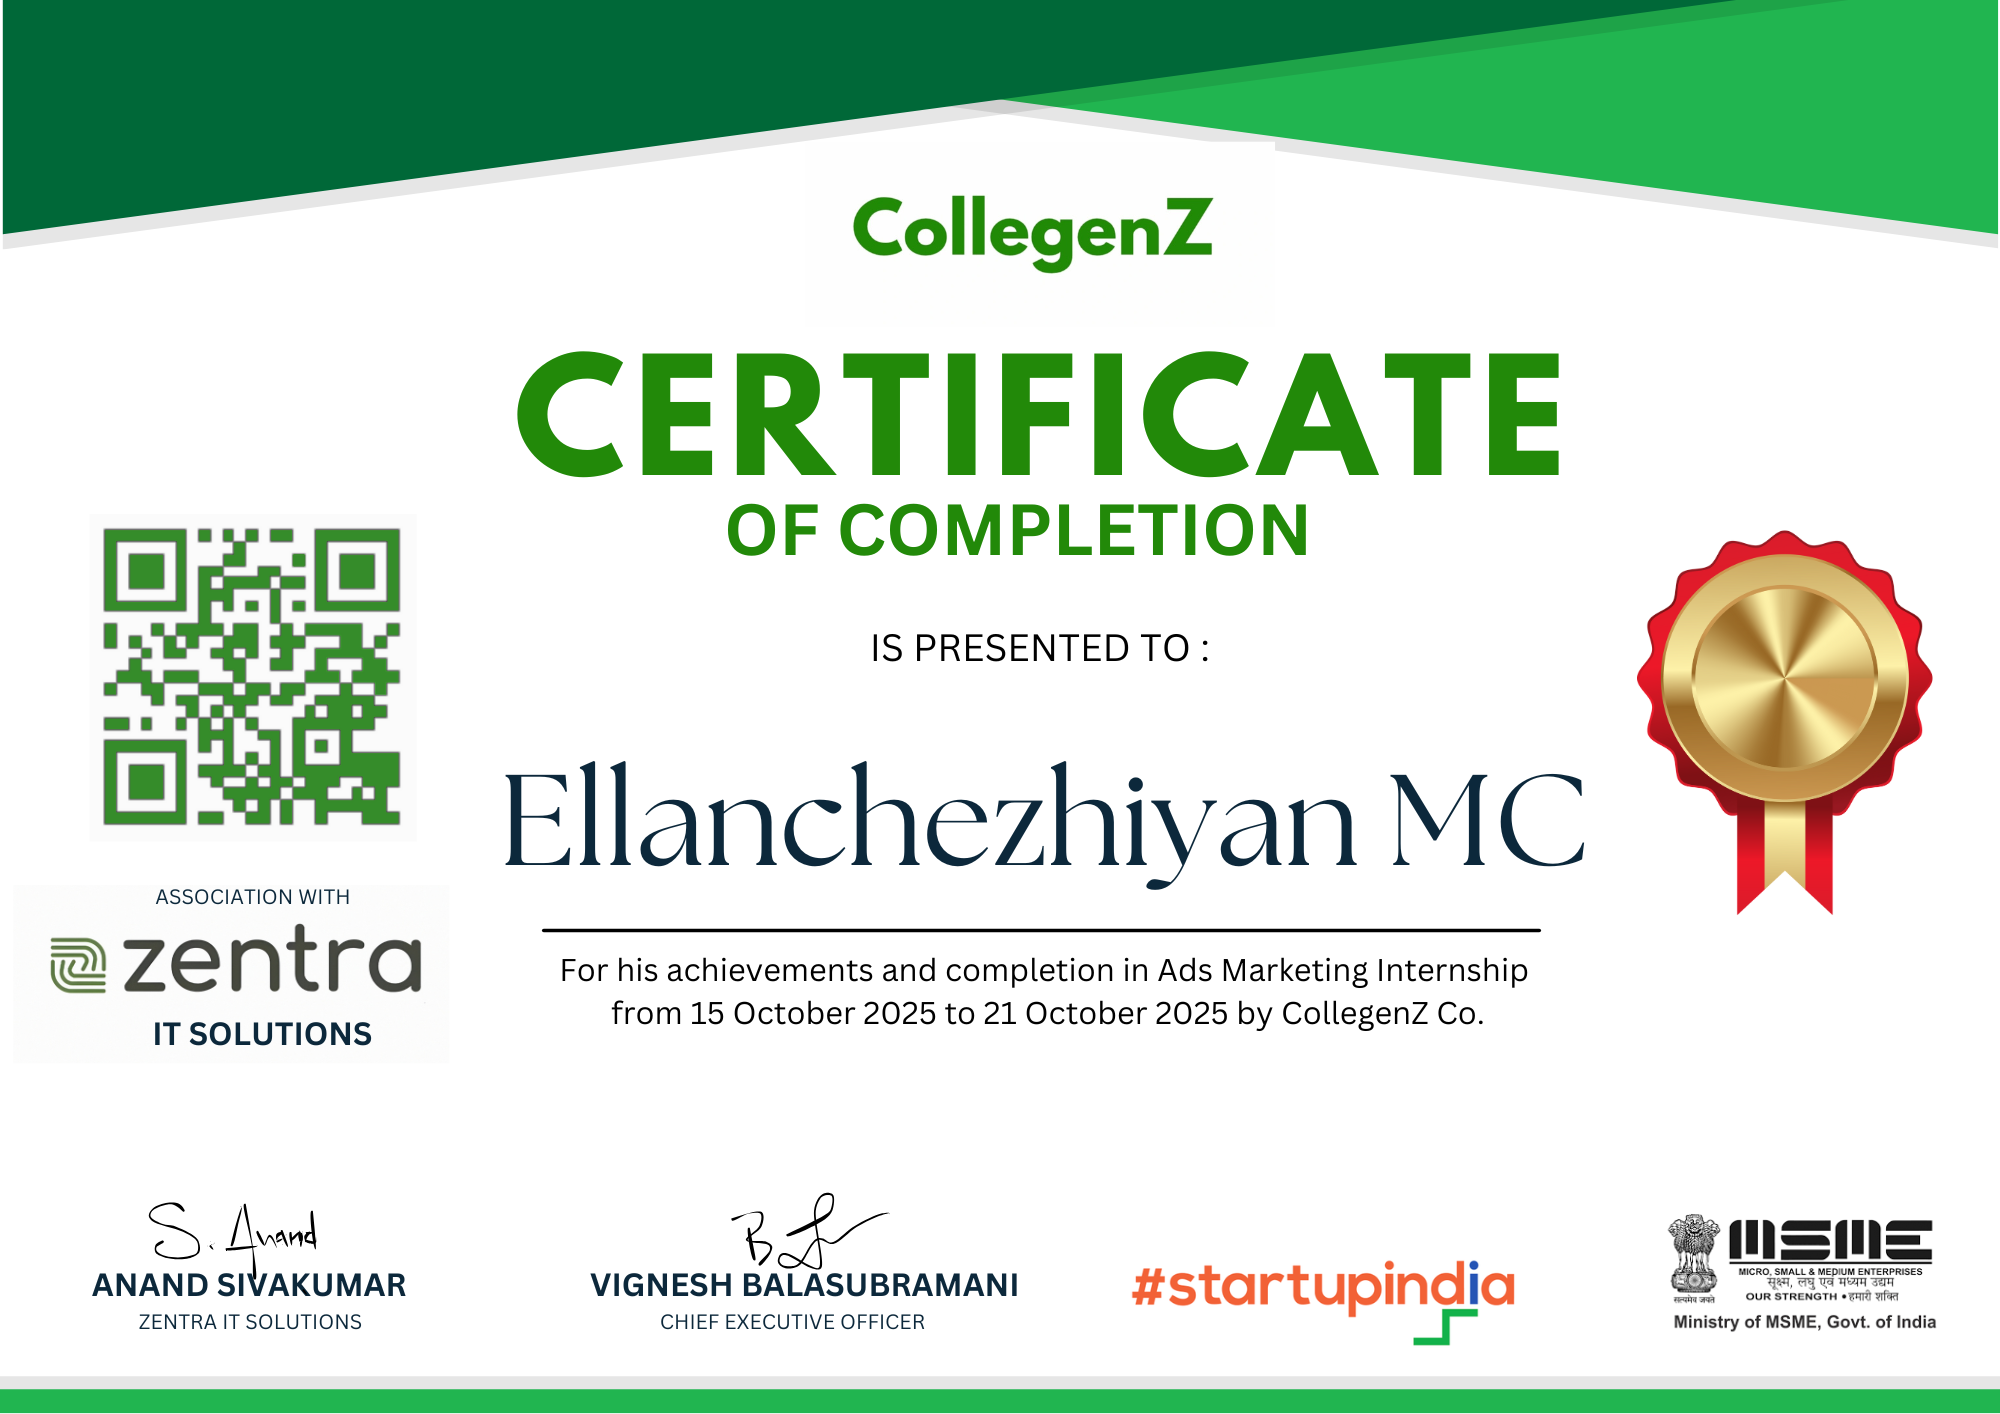 CollegenZ
CERTIFICATE
OF COMPLETION
IS PRESENTED TO :
Ellanchezhiyan MC
For his achievements and completion in Ads Marketing Internship
from 15 October 2025 to 21 October 2025 by CollegenZ Co.
ASSOCIATION WITH
zentra
IT SOLUTIONS
S. Anand
ANAND SIVAKUMAR
ZENTRA IT SOLUTIONS
VIGNESH BALASUBRAMANI
CHIEF EXECUTIVE OFFICER
#startupindia
सत्यमेव जयते
MSME
MICRO, SMALL & MEDIUM ENTERPRISES
सूक्ष्म, लघु एवं मध्यम उद्यम
OUR STRENGTH • हमारी शक्ति
Ministry of MSME, Govt. of India